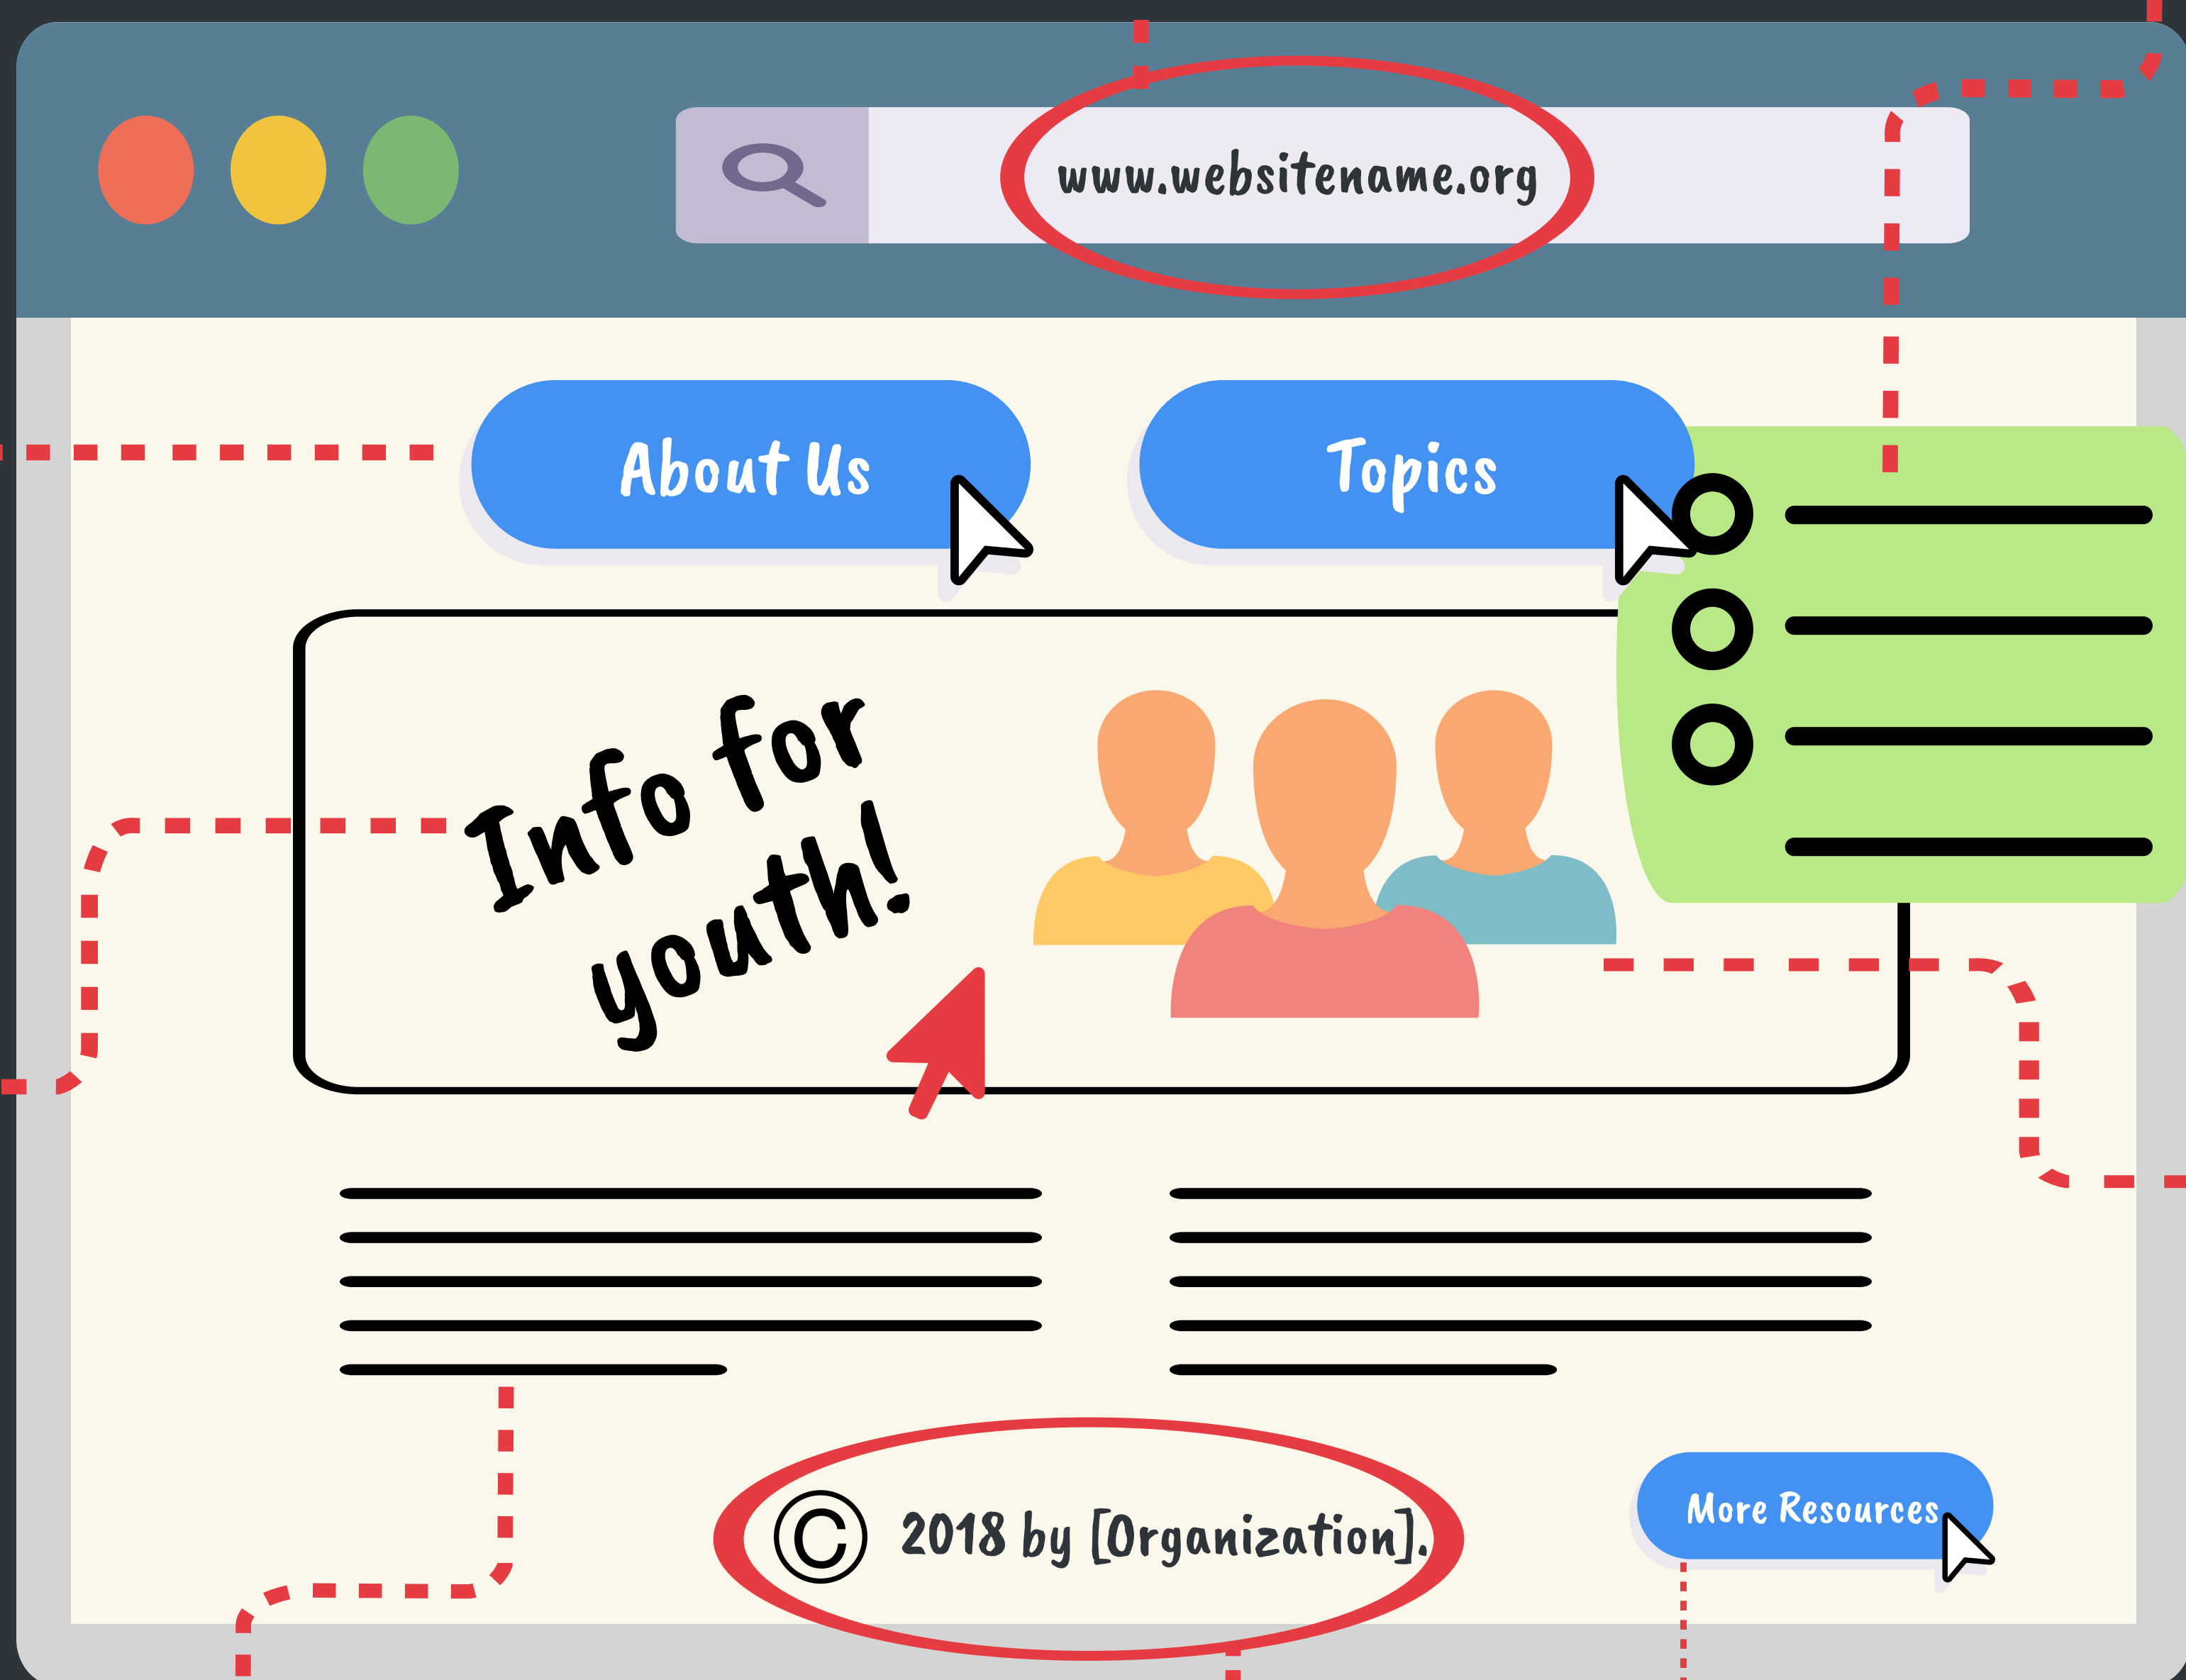 www.websitename.org
About Us
Topics
Info for
youth!
© 2018 by [Organization].
More Resources